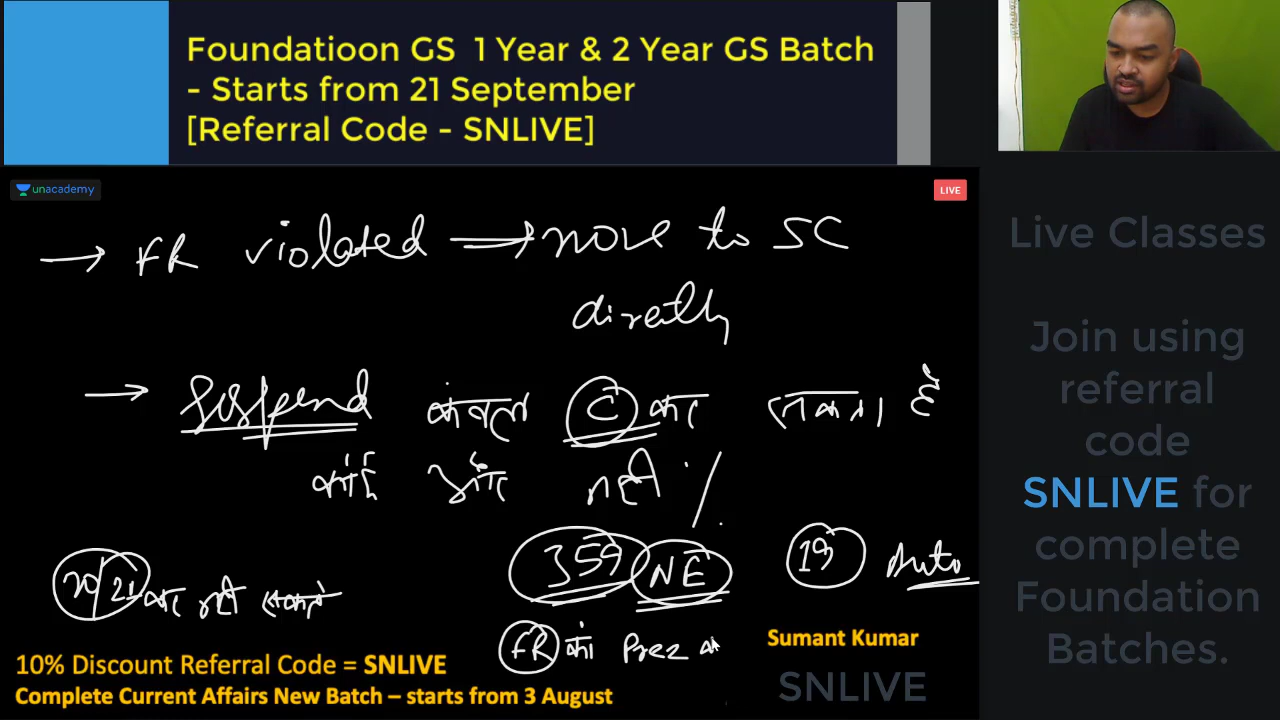 Foundatioon GS 1 Year & 2 Year GS Batch
- Starts from 21 September
[Referral Code - SNLIVE]
unacademy
LIVE
→ FR violated → move to SC
directly
→ Suspend केवल C कर सकता है
कोई और नहीं
359 NE 19 Auto
20/21 का नहीं
FR को Prez
Sumant Kumar
SNLIVE
10% Discount Referral Code = SNLIVE
Complete Current Affairs New Batch – starts from 3 August
Live Classes
Join using
referral
code
SNLIVE for
complete
Foundation
Batches.